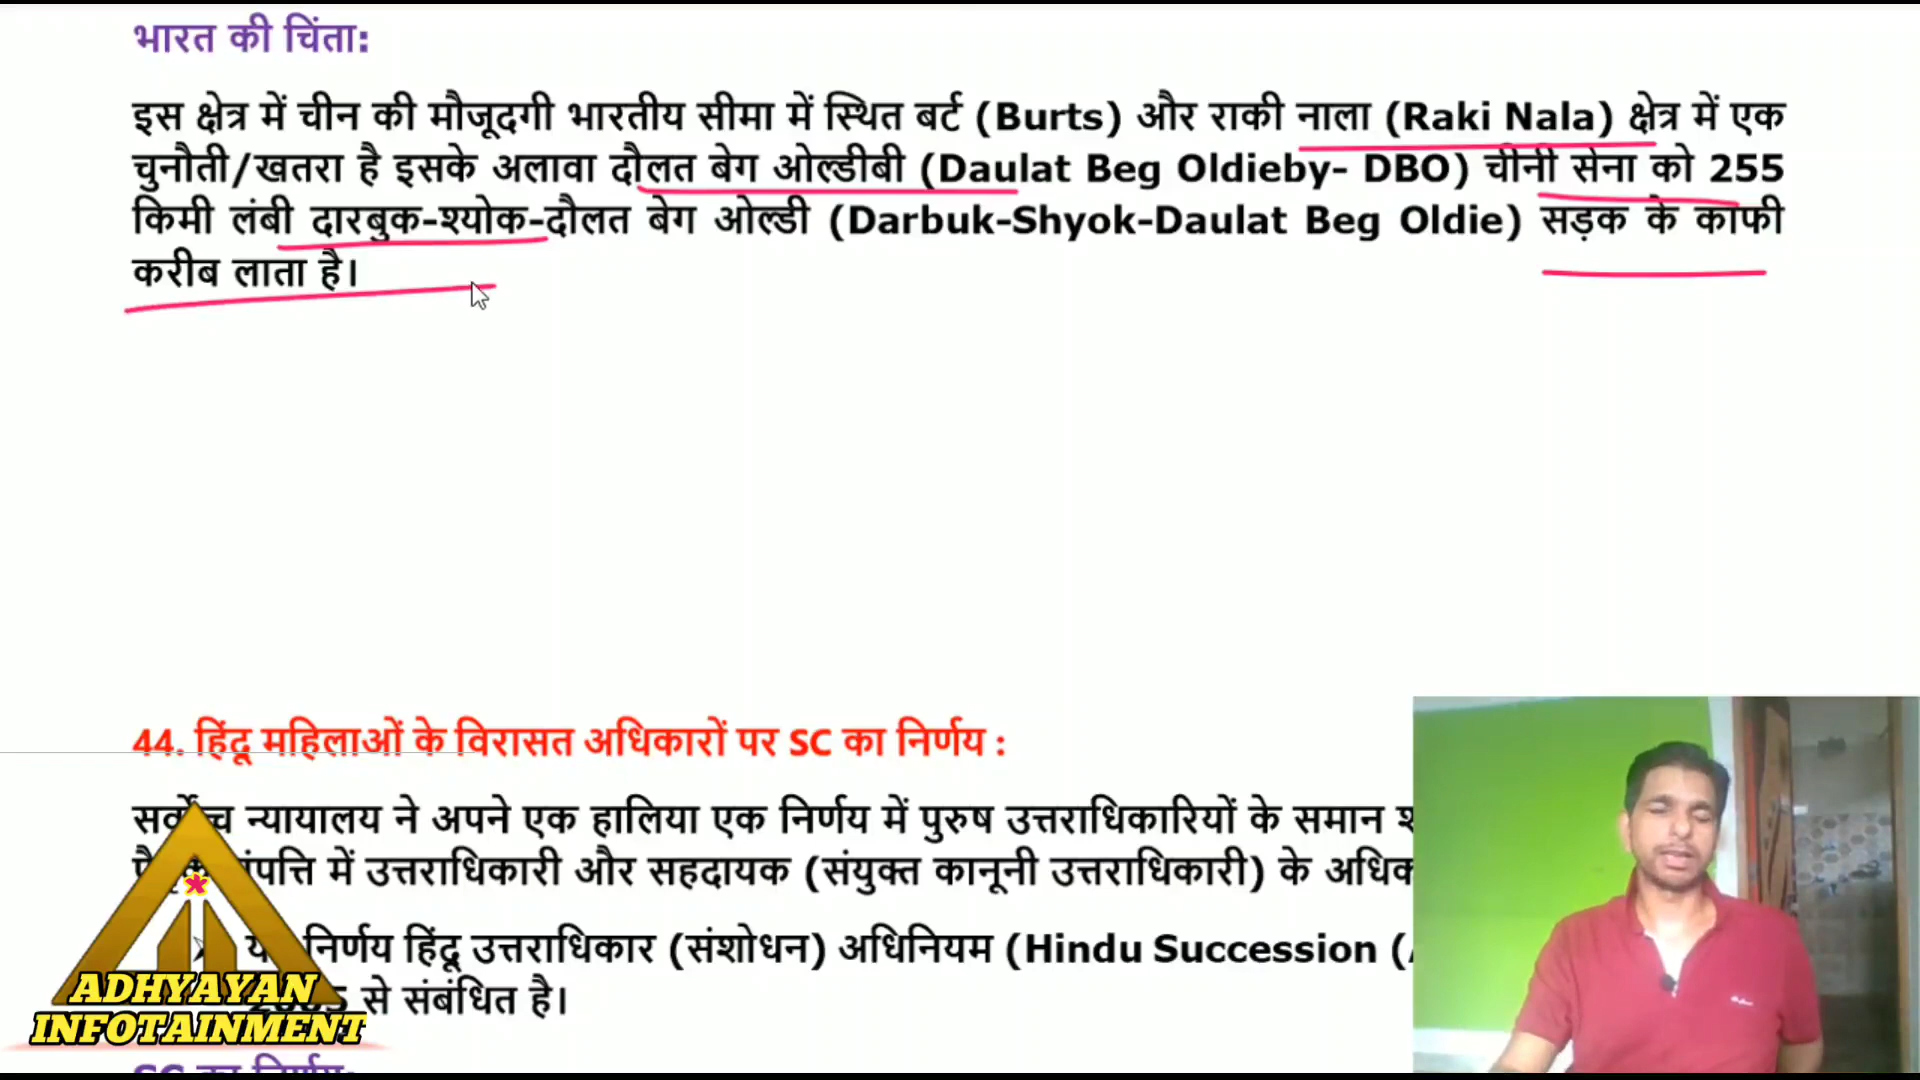 भारत की चिंता:
इस क्षेत्र में चीन की मौजूदगी भारतीय सीमा में स्थित बर्ट (Burts) और राकी नाला (Raki Nala) क्षेत्र में एक
चुनौती/खतरा है इसके अलावा दौलत बेग ओल्डीबी (Daulat Beg Oldieby- DBO) चीनी सेना को 255
किमी लंबी दारबुक-श्योक-दौलत बेग ओल्डी (Darbuk-Shyok-Daulat Beg Oldie) सड़क के काफी
करीब लाता है।
44. हिंदू महिलाओं के विरासत अधिकारों पर SC का निर्णय :
सर्वोच्च न्यायालय ने अपने एक हालिया एक निर्णय में पुरुष उत्तराधिकारियों के समान
में उत्तराधिकारी और सहदायक (संयुक्त कानूनी उत्तराधिकारी) के
निर्णय हिंदू उत्तराधिकार (संशोधन) अधिनियम (Hindu Succession
से संबंधित है।
ADHYAYAN
INFOTAINMENT
SC का निर्णय: